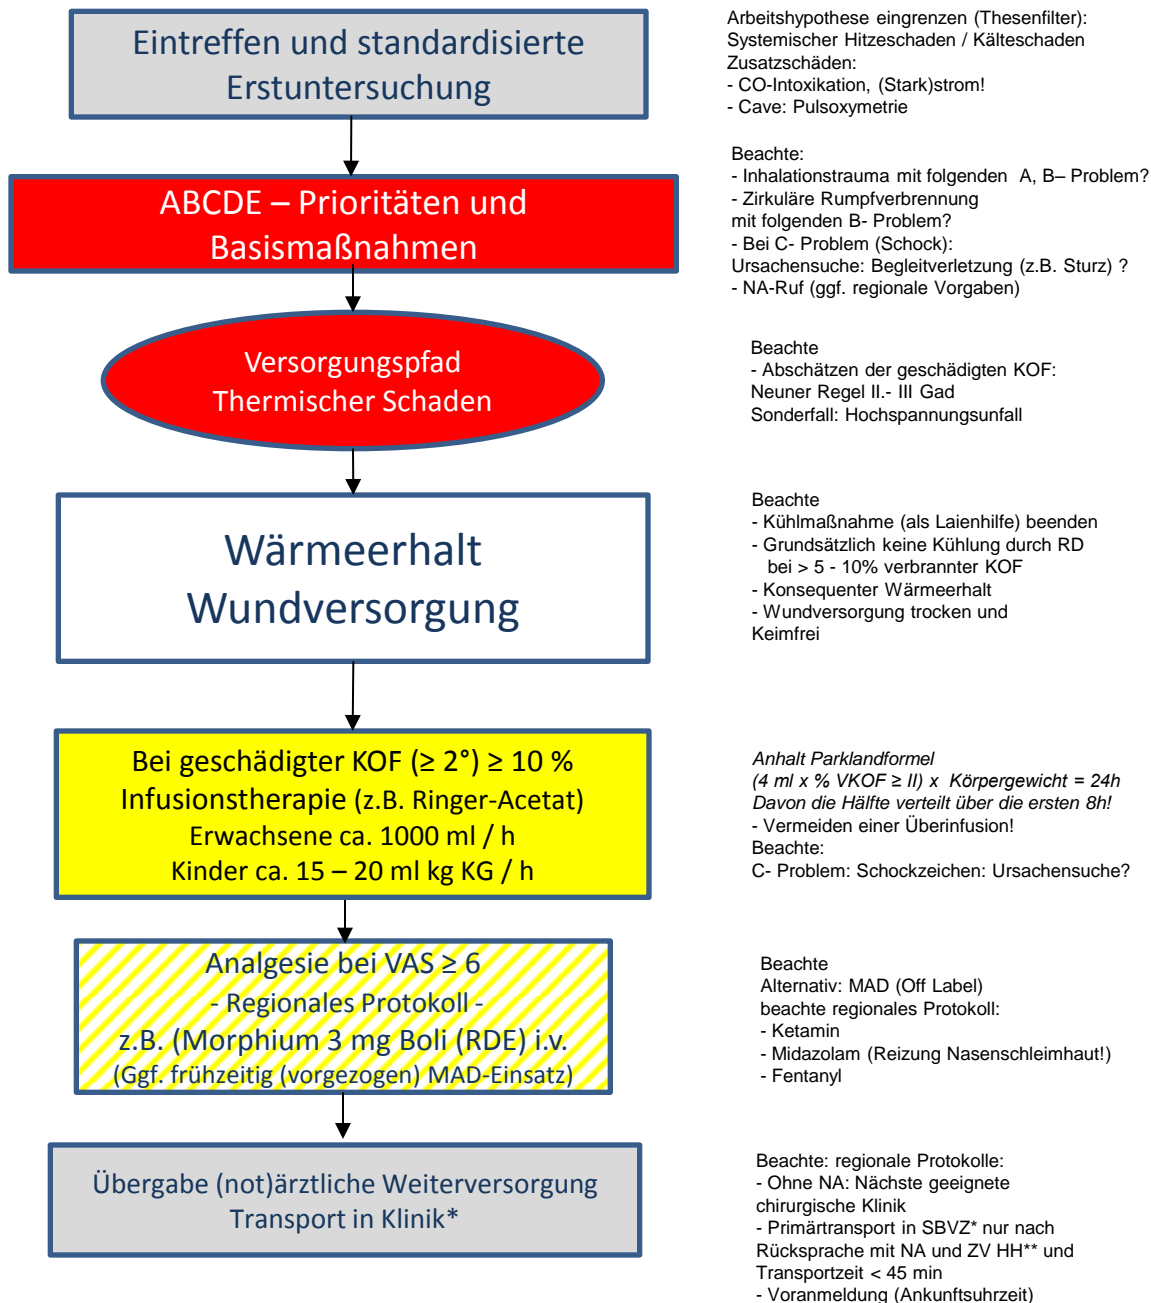 Eintreffen und standardisierte
Erstuntersuchung
Arbeitshypothese eingrenzen (Thesenfilter):
Systemischer Hitzeschaden / Kälteschaden
Zusatzschäden:
- CO-Intoxikation, (Stark)strom!
- Cave: Pulsoxymetrie
ABCDE – Prioritäten und
Basismaßnahmen
Beachte:
- Inhalationstrauma mit folgenden A, B– Problem?
- Zirkuläre Rumpfverbrennung
mit folgenden B- Problem?
- Bei C- Problem (Schock):
Ursachensuche: Begleitverletzung (z.B. Sturz) ?
- NA-Ruf (ggf. regionale Vorgaben)
Versorgungspfad
Thermischer Schaden
Beachte
- Abschätzen der geschädigten KOF:
Neuner Regel II.- III Gad
Sonderfall: Hochspannungsunfall
Wärmeerhalt
Wundversorgung
Beachte
- Kühlmaßnahme (als Laienhilfe) beenden
- Grundsätzlich keine Kühlung durch RD
bei > 5 - 10% verbrannter KOF
- Konsequenter Wärmeerhalt
- Wundversorgung trocken und
Keimfrei
Bei geschädigter KOF (≥ 2°) ≥ 10 %
Infusionstherapie (z.B. Ringer-Acetat)
Erwachsene ca. 1000 ml / h
Kinder ca. 15 – 20 ml kg KG / h
Anhalt Parklandformel
(4 ml x % VKOF ≥ II) x Körpergewicht = 24h
Davon die Hälfte verteilt über die ersten 8h!
- Vermeiden einer Überinfusion!
Beachte:
C- Problem: Schockzeichen: Ursachensuche?
Analgesie bei VAS ≥ 6
- Regionales Protokoll -
z.B. (Morphium 3 mg Boli (RDE) i.v.
(Ggf. frühzeitig (vorgezogen) MAD-Einsatz)
Beachte
Alternativ: MAD (Off Label)
beachte regionales Protokoll:
- Ketamin
- Midazolam (Reizung Nasenschleimhaut!)
- Fentanyl
Übergabe (not)ärztliche Weiterversorgung
Transport in Klinik*
Beachte: regionale Protokolle:
- Ohne NA: Nächste geeignete
chirurgische Klinik
- Primärtransport in SBVZ* nur nach
Rücksprache mit NA und ZV HH** und
Transportzeit < 45 min
- Voranmeldung (Ankunftsuhrzeit)